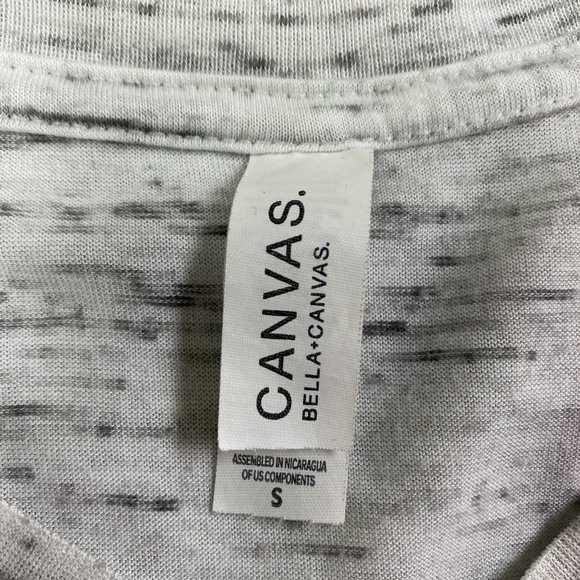 CANVAS.
BELLA+CANVAS.
ASSEMBLED IN NICARAGUA
OF US COMPONENTS
S